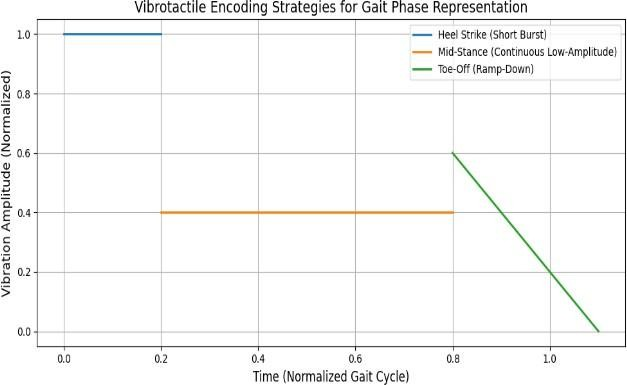 Vibrotactile Encoding Strategies for Gait Phase Representation
Vibration Amplitude (Normalized)
1.0
0.8
0.6
0.4
0.2
0.0
Heel Strike (Short Burst)
Mid-Stance (Continuous Low-Amplitude)
Toe-Off (Ramp-Down)
0.0 0.2 0.4 0.6 0.8 1.0
Time (Normalized Gait Cycle)